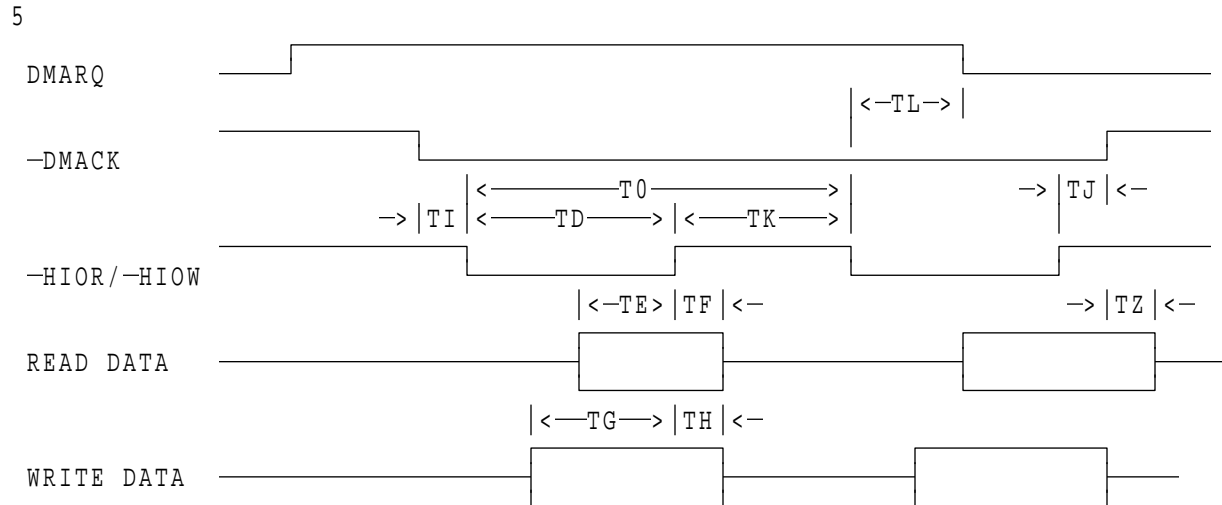 5
DMARQ
|<—TL—>|
—DMACK
|<———T0———>|
—>|TJ|<—
—>|TI|<———TD———>|<———TK———>|
—HIOR/—HIOW
|<—TE>|TF|<—
—>|TZ|<—
READ DATA
|<——TG——>|TH|<—
WRITE DATA